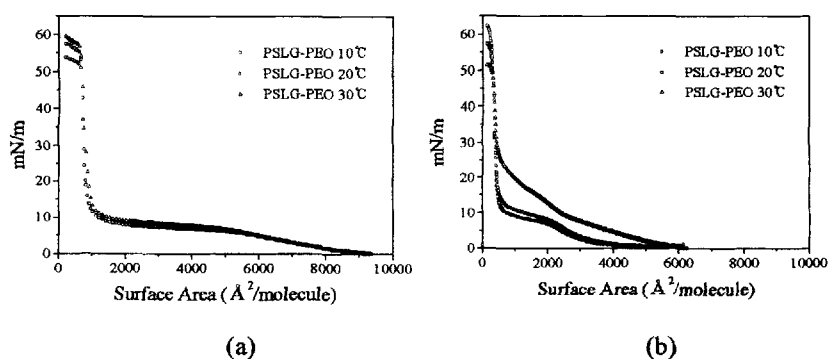 60
50
40
30
20
10
0
mN/m
PSLG-PEO 10℃
PSLG-PEO 20℃
PSLG-PEO 30℃
0 2000 4000 6000 8000 10000
Surface Area ( Å²/molecule)
(a)
60
50
40
30
20
10
0
mN/m
PSLG-PEO 10℃
PSLG-PEO 20℃
PSLG-PEO 30℃
0 2000 4000 6000 8000 10000
Surface Area ( Å²/molecule)
(b)